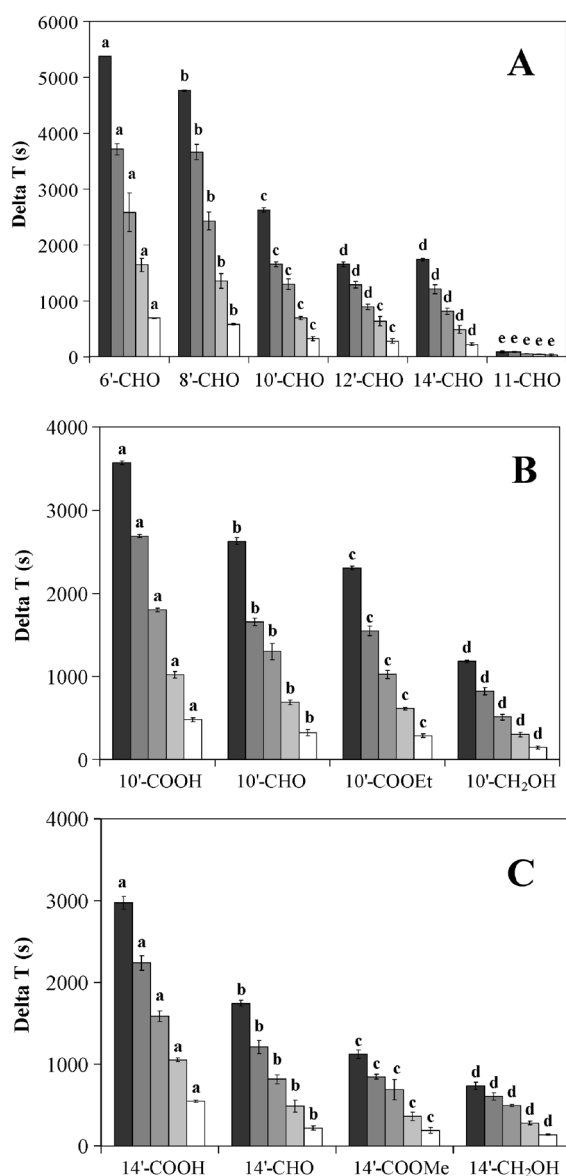 A
Delta T (s)
6000
5000
4000
3000
2000
1000
0
a a a a a
b b b b b
c c c c c
d d d d c
d d d d d
e e e e e
6'-CHO 8'-CHO 10'-CHO 12'-CHO 14'-CHO 11-CHO
B
Delta T (s)
4000
3000
2000
1000
0
a a a a a
b b b b b
c c c c c
d d d d d
10'-COOH 10'-CHO 10'-COOEt 10'-CH₂OH
C
Delta T (s)
4000
3000
2000
1000
0
a a a a a
b b b b b
c c c c c
d d d d d
14'-COOH 14'-CHO 14'-COOMe 14'-CH₂OH